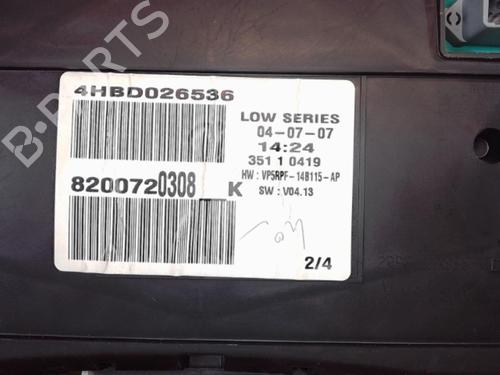 B-PARTS
4HBD026536
LOW SERIES
04-07-07
14:24
351 1 0419
HW : VP5RPF-14B115-AP
SW : V04.13
8200720308__K
2/4